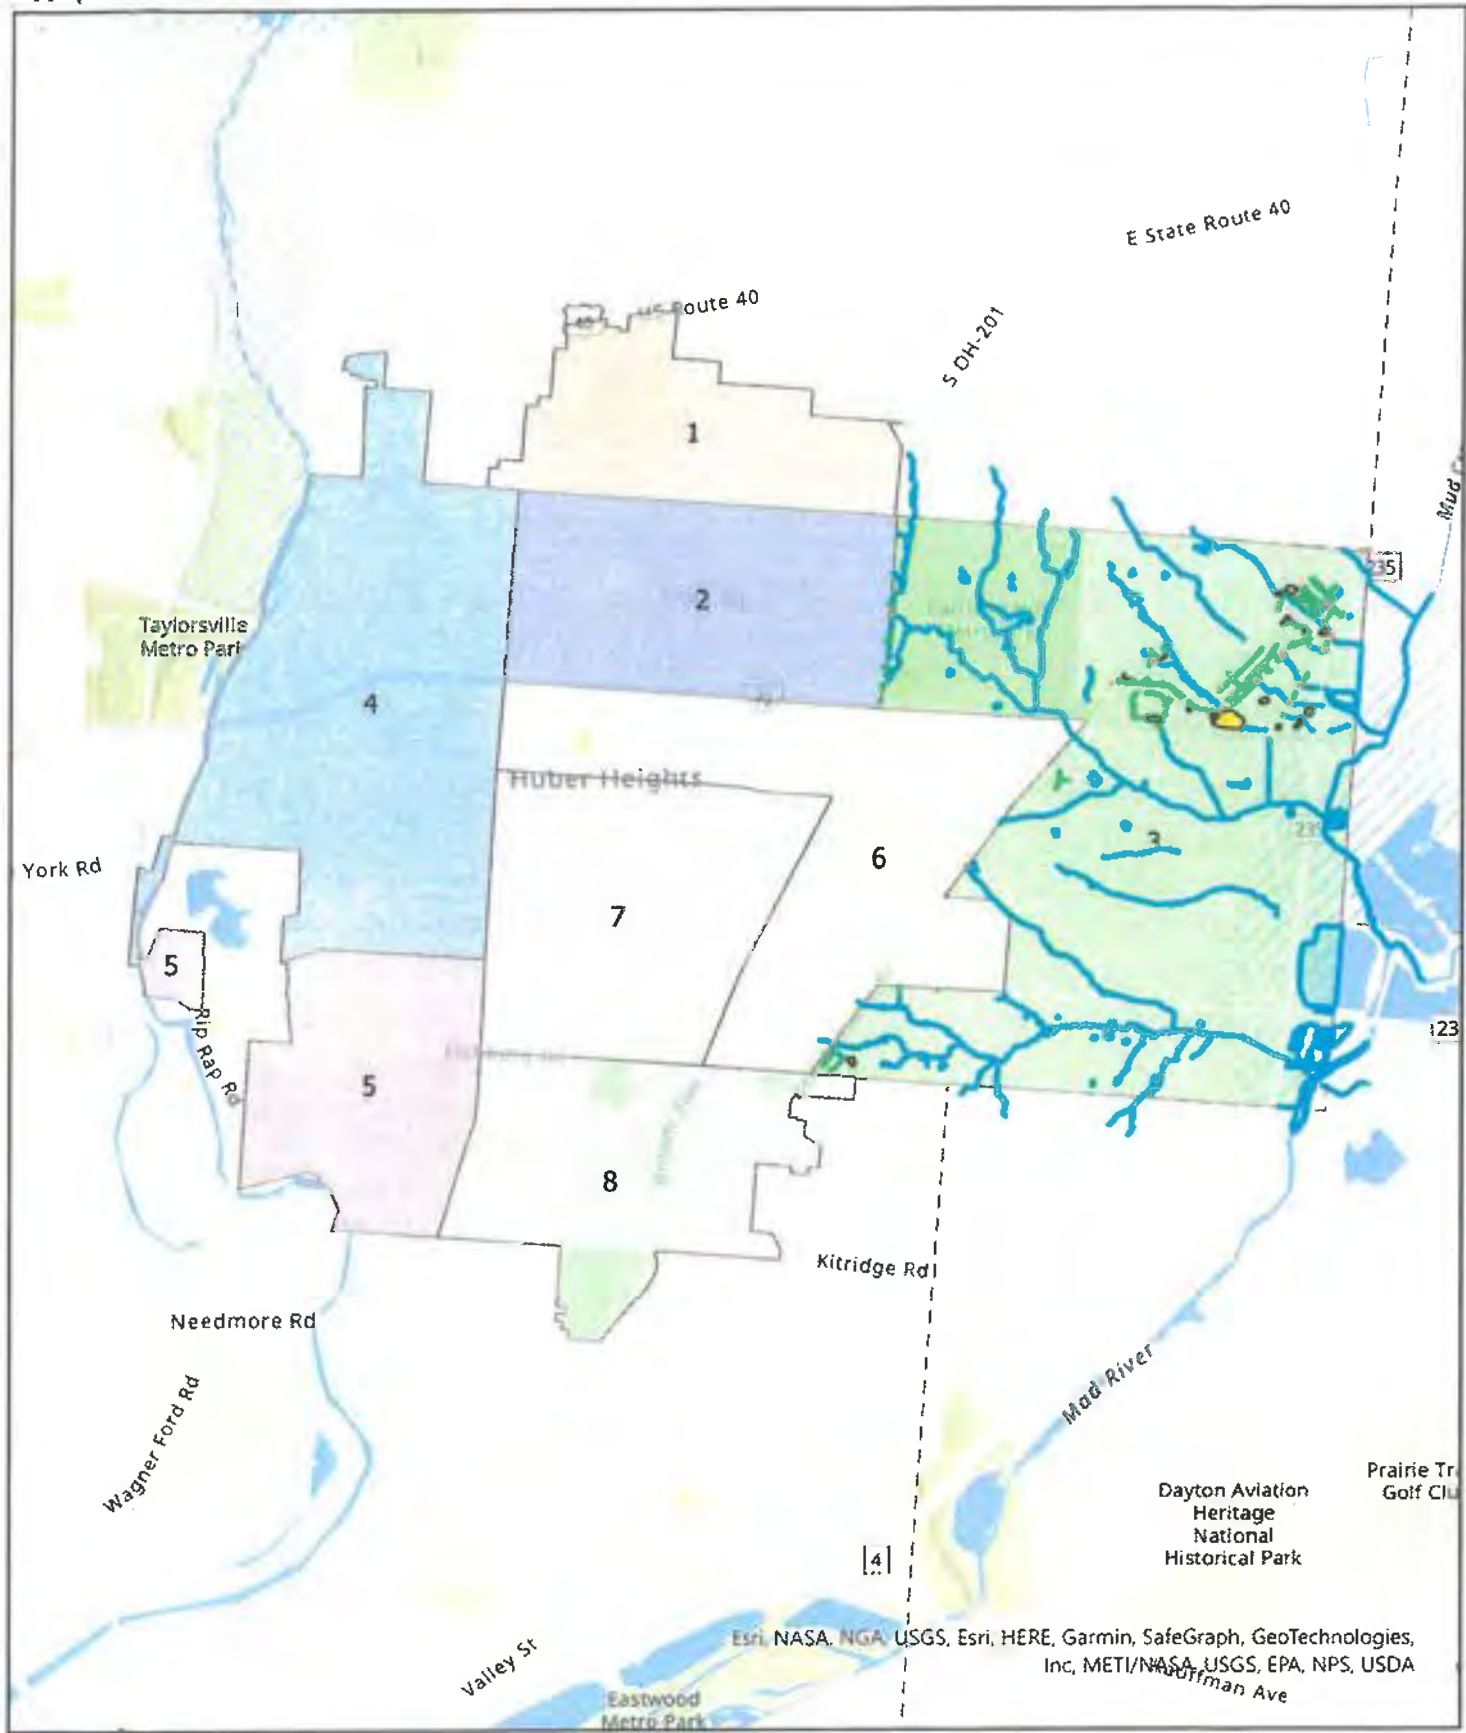 E State Route 40
US Route 40
40
S OH-201
1
235
2
Taylorsville
Metro Park
4
Huber Heights
3
235
6
York Rd
7
5
Rip Rap Rd
5
23
8
Kitridge Rd
Needmore Rd
Mad River
Wagner Ford Rd
Prairie Tr
Golf Clu
Dayton Aviation
Heritage
National
Historical Park
4
Valley St
Esri, NASA, NGA, USGS, Esri, HERE, Garmin, SafeGraph, GeoTechnologies,
Inc, METI/NASA, USGS, EPA, NPS, USDA
Kauffman Ave
Eastwood
Metro Park